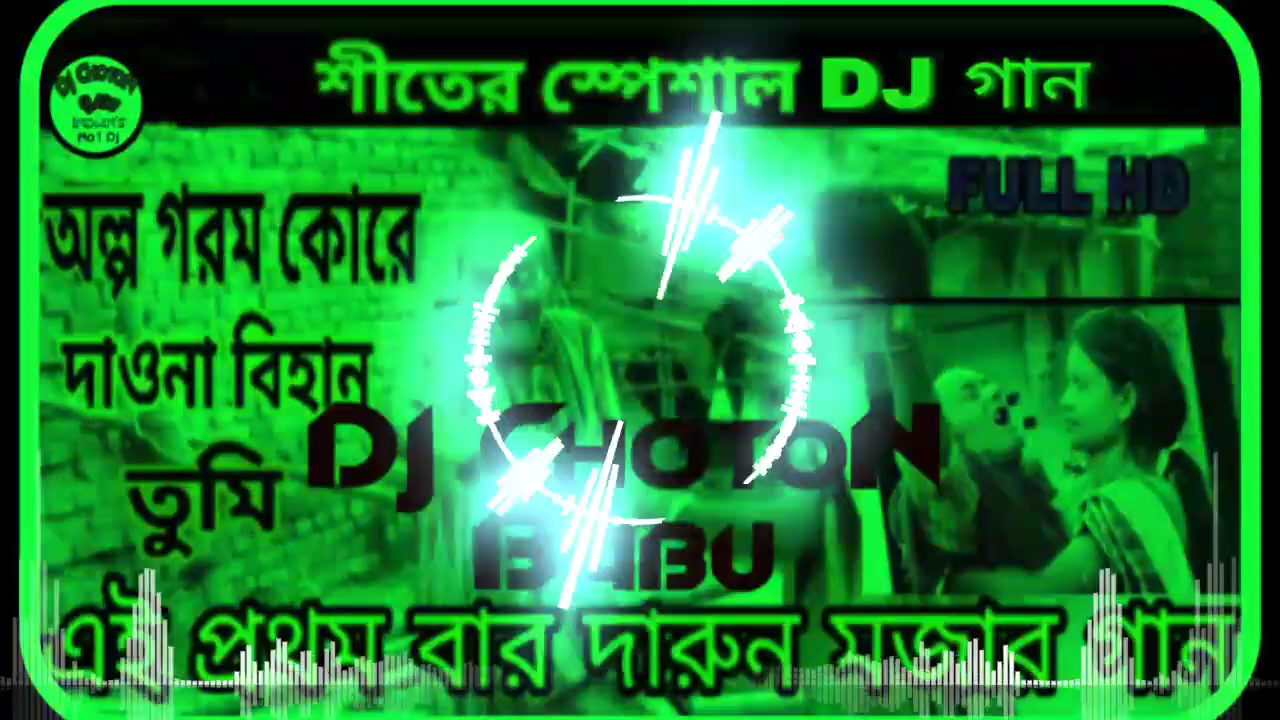 শীতের স্পেশাল DJ গান
FULL HD
অল্প গরম কোরে
দাওনা বিহান
তুমি
DJ CHOTON
BABU
এই প্রথম বার দারুন মজার গান